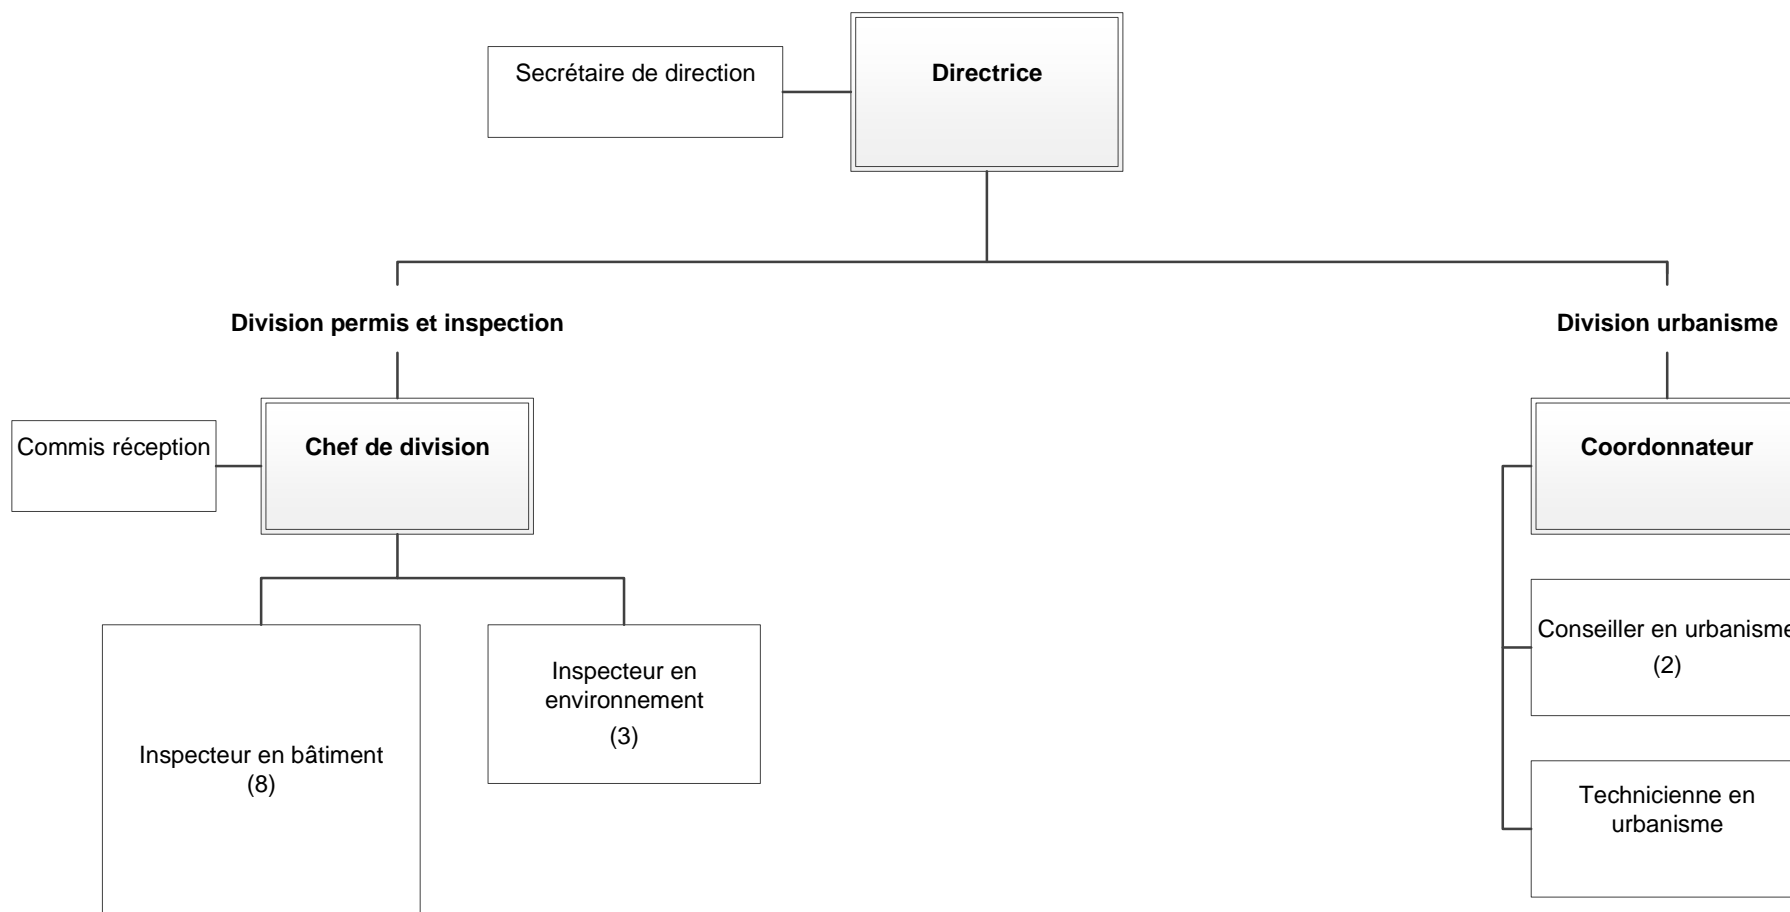 Secrétaire de direction
Directrice
Division permis et inspection
Division urbanisme
Commis réception
Chef de division
Coordonnateur
Inspecteur en bâtiment
(8)
Inspecteur en
environnement
(3)
Conseiller en urbanisme
(2)
Technicienne en
urbanisme